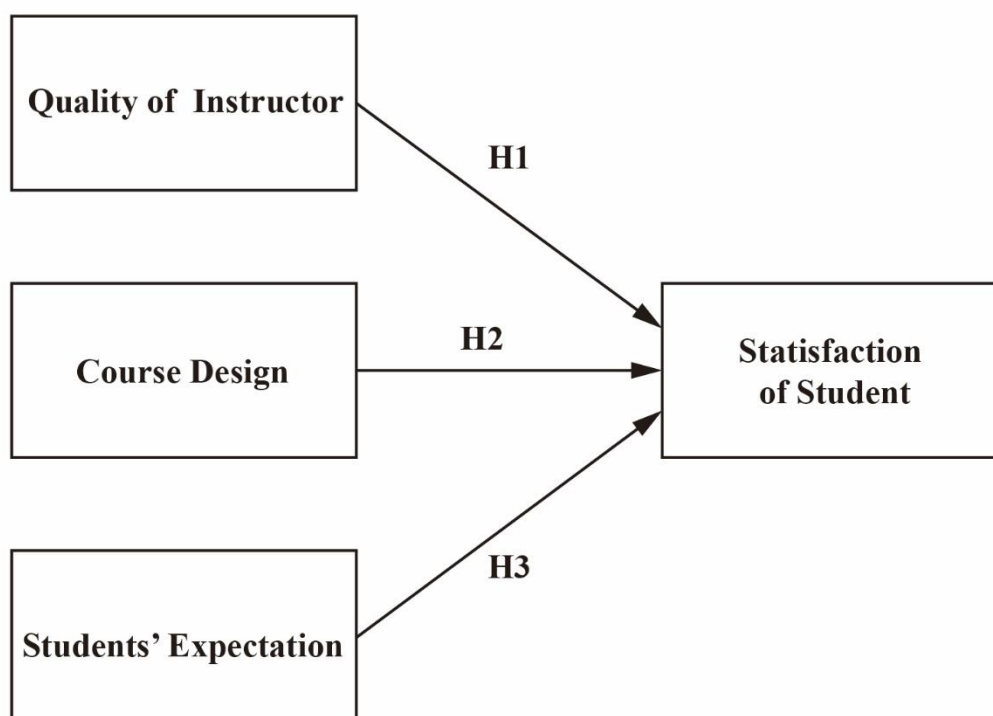 Quality of Instructor
H1
Course Design
H2
Statisfaction
of Student
H3
Students’ Expectation